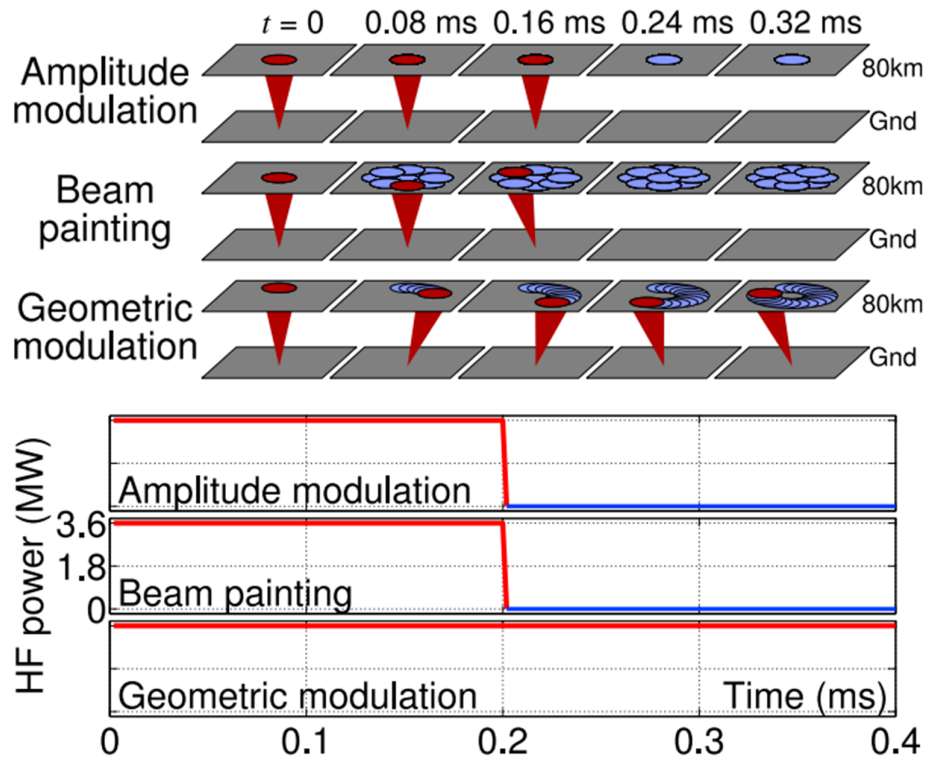 t = 0 0.08 ms 0.16 ms 0.24 ms 0.32 ms
Amplitude
modulation
80km
Gnd
Beam
painting
80km
Gnd
Geometric
modulation
80km
Gnd
HF power (MW)
Amplitude modulation
3.6
1.8
0
Beam painting
Geometric modulation Time (ms)
0 0.1 0.2 0.3 0.4